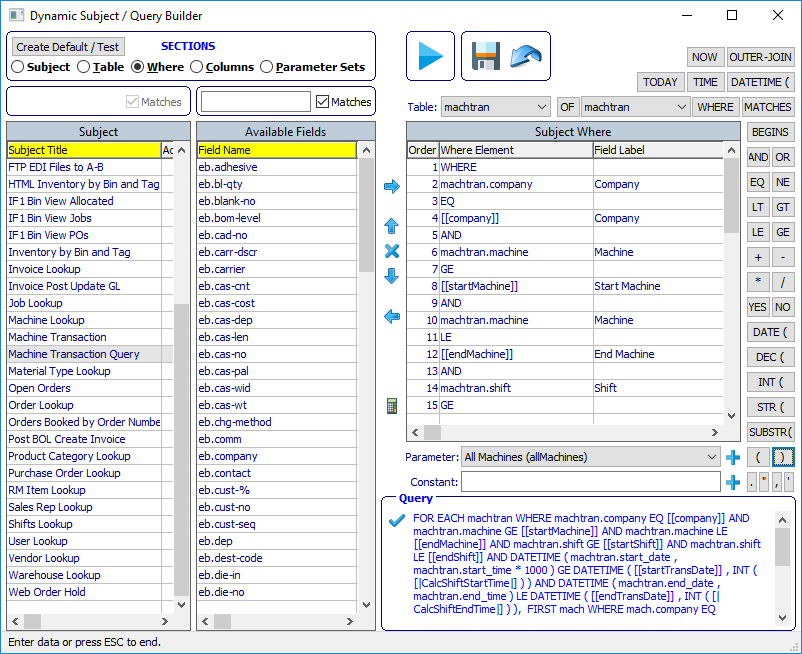 Dynamic Subject / Query Builder
Create Default / Test
SECTIONS
Subject Table Where Columns Parameter Sets
NOW OUTER-JOIN
TODAY TIME DATETIME (
Matches
Matches
Table: machtran OF machtran WHERE MATCHES
Subject
Subject Title Ac
FTP EDI Files to A-B
HTML Inventory by Bin and Tag
IF1 Bin View Allocated
IF1 Bin View Jobs
IF1 Bin View POs
Inventory by Bin and Tag
Invoice Lookup
Invoice Post Update GL
Job Lookup
Machine Lookup
Machine Transaction
Machine Transaction Query
Material Type Lookup
Open Orders
Order Lookup
Orders Booked by Order Numbe
Post BOL Create Invoice
Product Category Lookup
Purchase Order Lookup
RM Item Lookup
Sales Rep Lookup
Shifts Lookup
User Lookup
Vendor Lookup
Warehouse Lookup
Web Order Hold
Available Fields
Field Name
eb.adhesive
eb.bl-qty
eb.blank-no
eb.bom-level
eb.cad-no
eb.carr-dscr
eb.carrier
eb.cas-cnt
eb.cas-cost
eb.cas-dep
eb.cas-len
eb.cas-no
eb.cas-pal
eb.cas-wid
eb.cas-wt
eb.chg-method
eb.comm
eb.company
eb.contact
eb.cust-%
eb.cust-no
eb.cust-seq
eb.dep
eb.dest-code
eb.die-in
eb.die-no
Subject Where
Order Where Element Field Label
1 WHERE
2 machtran.company Company
3 EQ
4 [[company]] Company
5 AND
6 machtran.machine Machine
7 GE
8 [[startMachine]] Start Machine
9 AND
10 machtran.machine Machine
11 LE
12 [[endMachine]] End Machine
13 AND
14 machtran.shift Shift
15 GE
BEGINS
AND OR
EQ NE
LT GT
LE GE
+ -
* /
YES NO
DATE (
DEC (
INT (
STR (
SUBSTR(
( )
. " , '
Parameter: All Machines (allMachines)
Constant:
Query
FOR EACH machtran WHERE machtran.company EQ [[company]] AND
machtran.machine GE [[startMachine]] AND machtran.machine LE
[[endMachine]] AND machtran.shift GE [[startShift]] AND machtran.shift
LE [[endShift]] AND DATETIME ( machtran.start_date ,
machtran.start_time * 1000 ) GE DATETIME ( [[startTransDate]] , INT (
[|CalcShiftStartTime|] ) ) AND DATETIME ( machtran.end_date ,
machtran.end_time ) LE DATETIME ( [[endTransDate]] , INT ( [|
CalcShiftEndTime|] ) ), FIRST mach WHERE mach.company EQ
Enter data or press ESC to end.